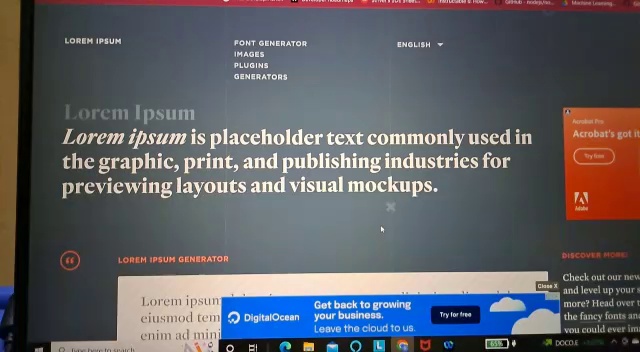 LOREM IPSUM
FONT GENERATOR
IMAGES
PLUGINS
GENERATORS
ENGLISH
Lorem Ipsum
Lorem ipsum is placeholder text commonly used in
the graphic, print, and publishing industries for
previewing layouts and visual mockups.
Acrobat Pro
Acrobat's got it
Try free
Adobe
LOREM IPSUM GENERATOR
Lorem ipsum
eiusmod tem
enim ad mini
DISCOVER MORE!
Check out our new
and level up your
more? Head over t
the fancy fonts and
you could ever im
Close X
DigitalOcean
Get back to growing
your business.
Leave the cloud to us.
Try for free
Type here to search
65%